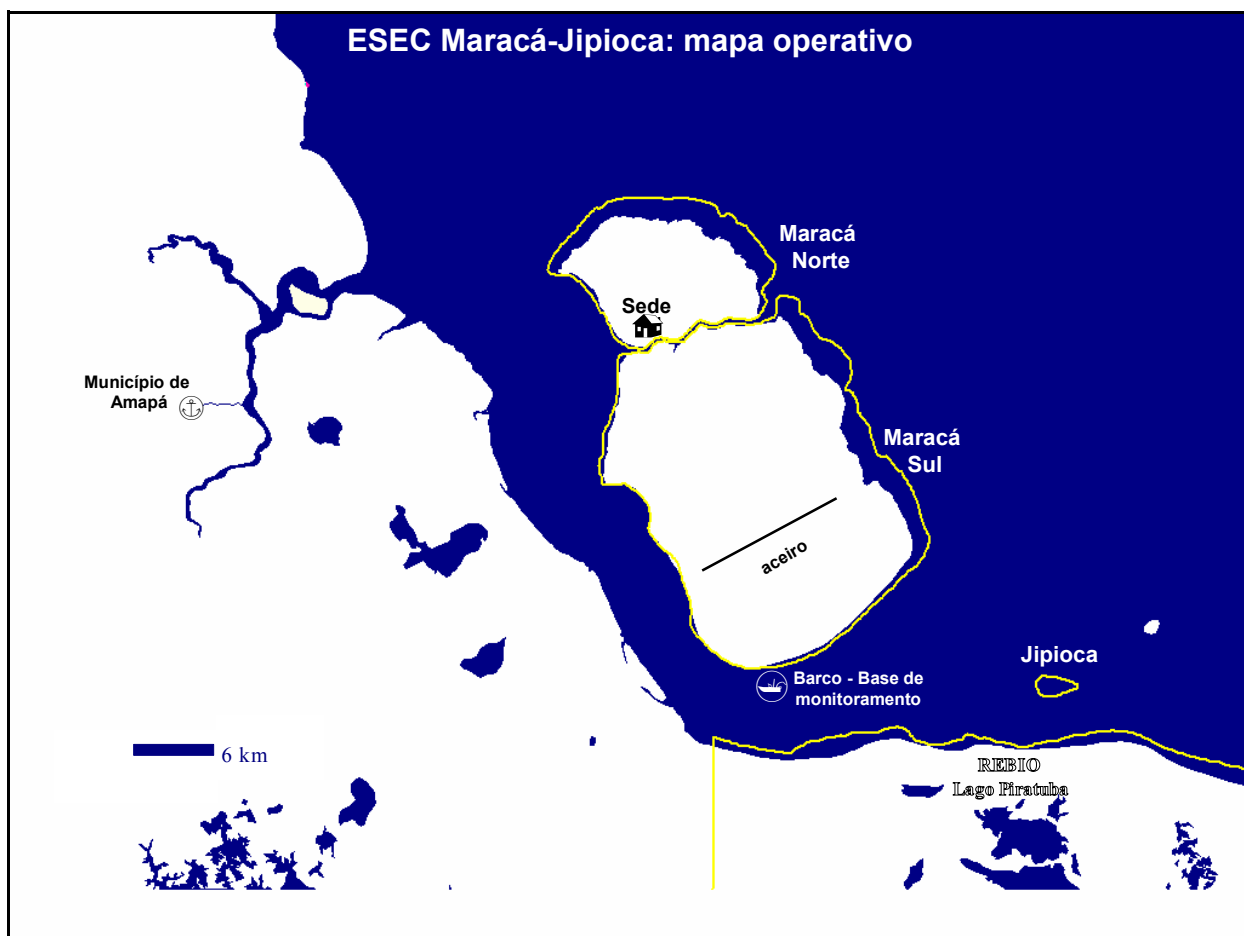 ESEC Maracá-Jipioca: mapa operativo
Maracá
Norte
Sede
Município de
Amapá
Maracá
Sul
aceiro
Jipioca
Barco - Base de
monitoramento
6 km
REBIO
Lago Piratuba